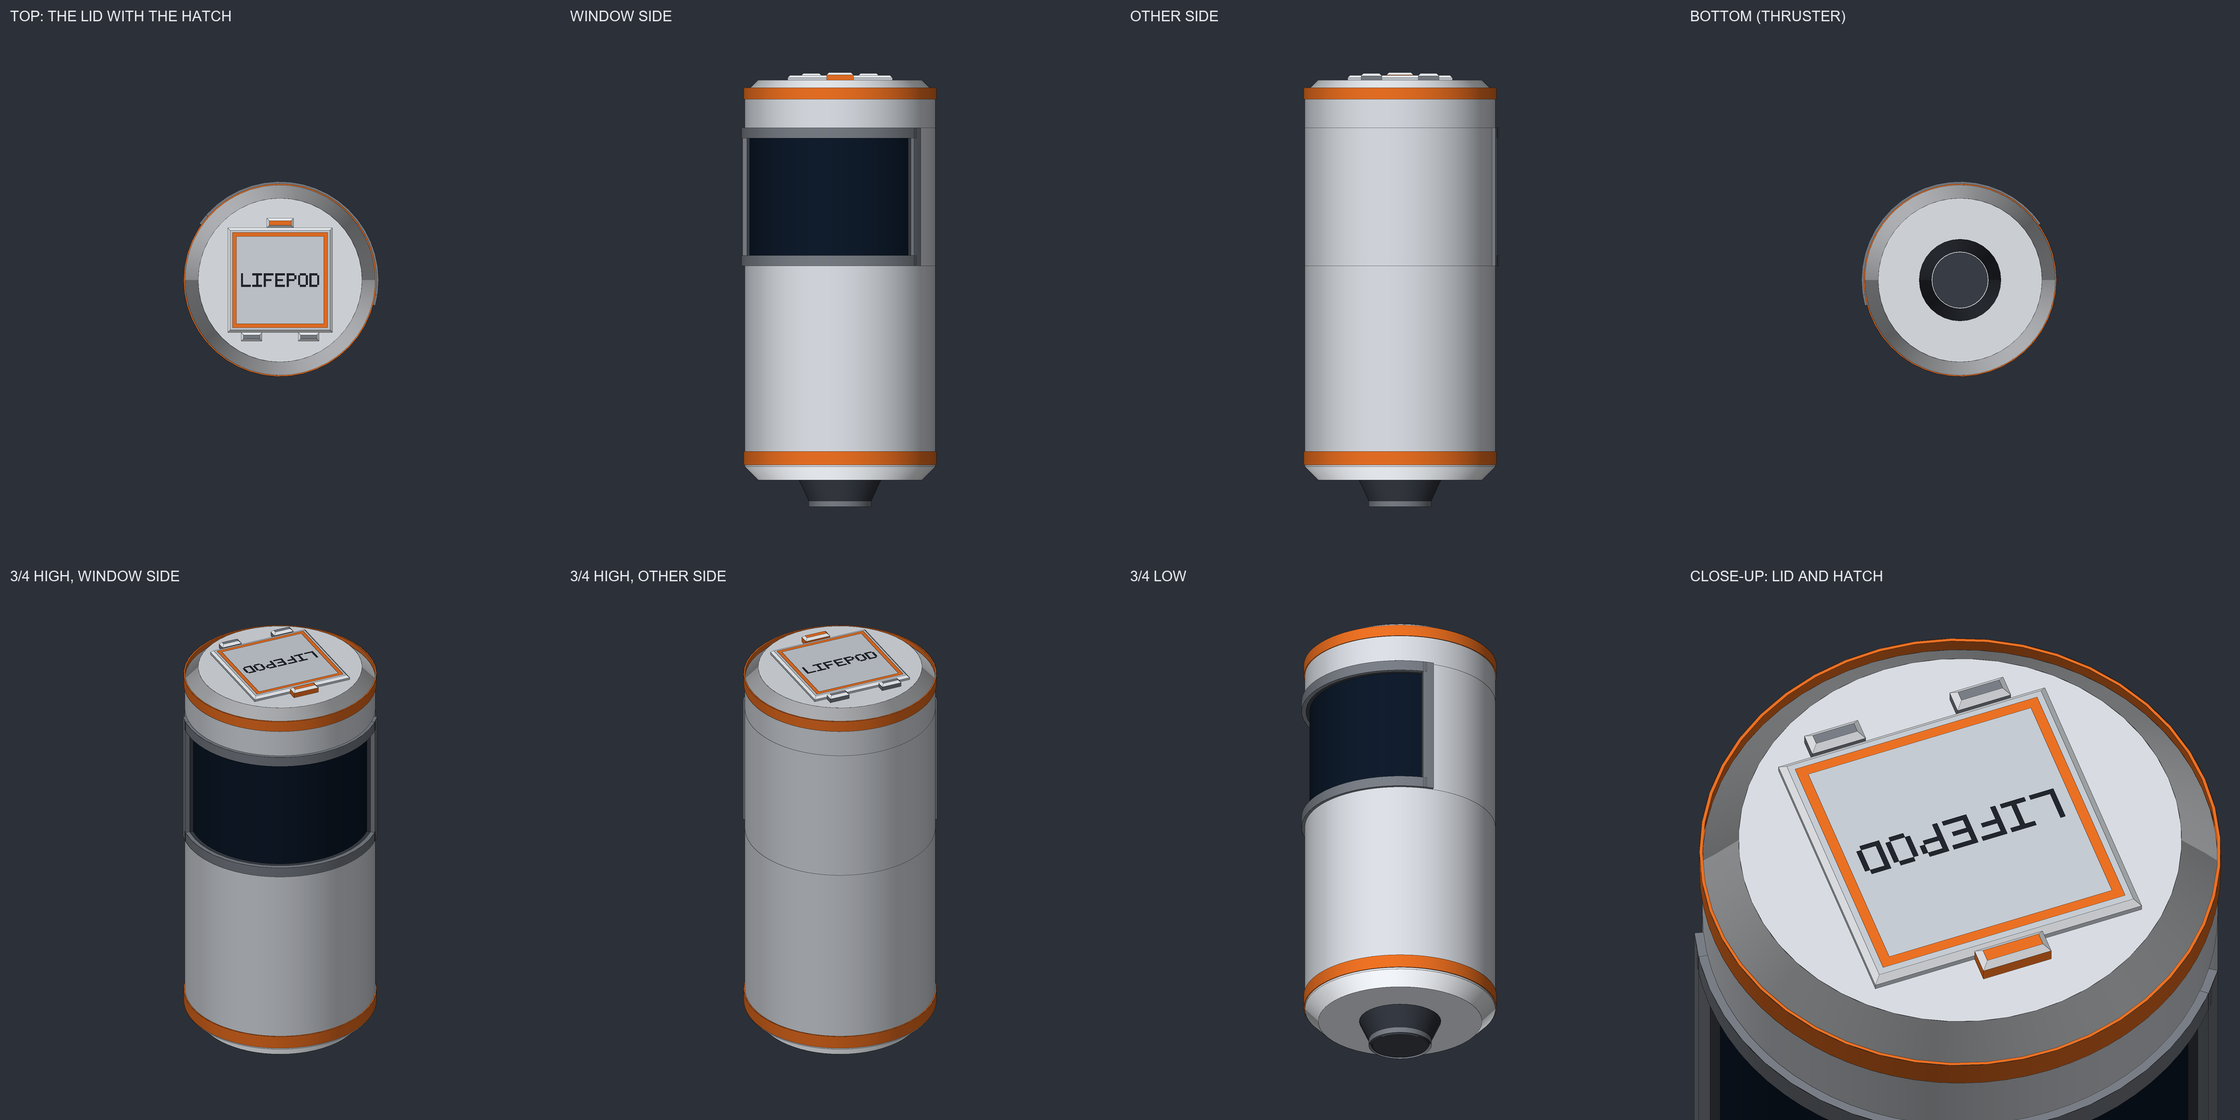 TOP: THE LID WITH THE HATCH
WINDOW SIDE
OTHER SIDE
BOTTOM (THRUSTER)
LIFEPOD
3/4 HIGH, WINDOW SIDE
3/4 HIGH, OTHER SIDE
3/4 LOW
CLOSE-UP: LID AND HATCH
LIFEPOD
LIFEPOD
LIFEPOD